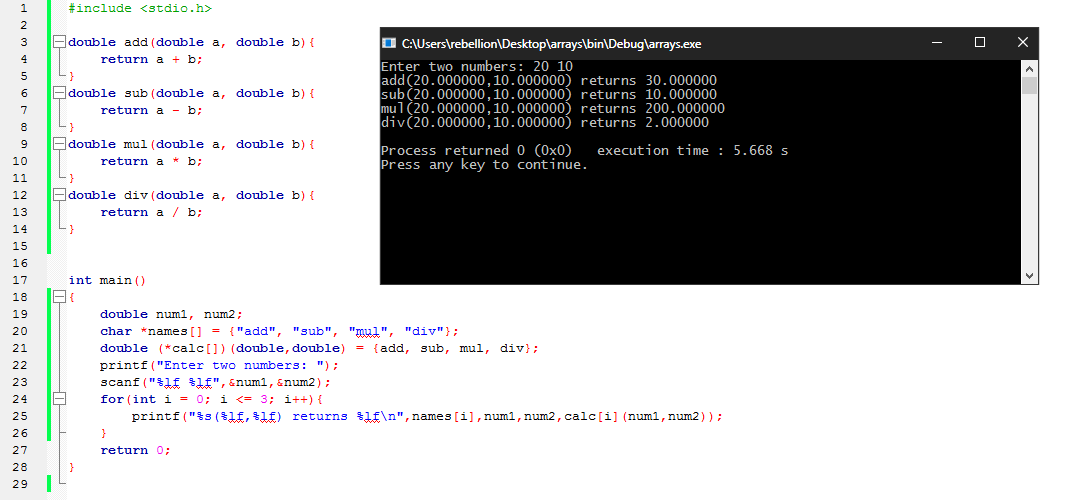 1 #include <stdio.h>
2
3 double add(double a, double b){
4 return a + b;
5 }
6 double sub(double a, double b){
7 return a - b;
8 }
9 double mul(double a, double b){
10 return a * b;
11 }
12 double div(double a, double b){
13 return a / b;
14 }
15
16
17 int main()
18 {
19 double num1, num2;
20 char *names[] = {"add", "sub", "mul", "div"};
21 double (*calc[])(double,double) = {add, sub, mul, div};
22 printf("Enter two numbers: ");
23 scanf("%lf %lf",&num1,&num2);
24 for(int i = 0; i <= 3; i++){
25 printf("%s(%lf,%lf) returns %lf\n",names[i],num1,num2,calc[i](num1,num2));
26 }
27 return 0;
28 }
29
C:\Users\rebellion\Desktop\arrays\bin\Debug\arrays.exe
Enter two numbers: 20 10
add(20.000000,10.000000) returns 30.000000
sub(20.000000,10.000000) returns 10.000000
mul(20.000000,10.000000) returns 200.000000
div(20.000000,10.000000) returns 2.000000
Process returned 0 (0x0) execution time : 5.668 s
Press any key to continue.